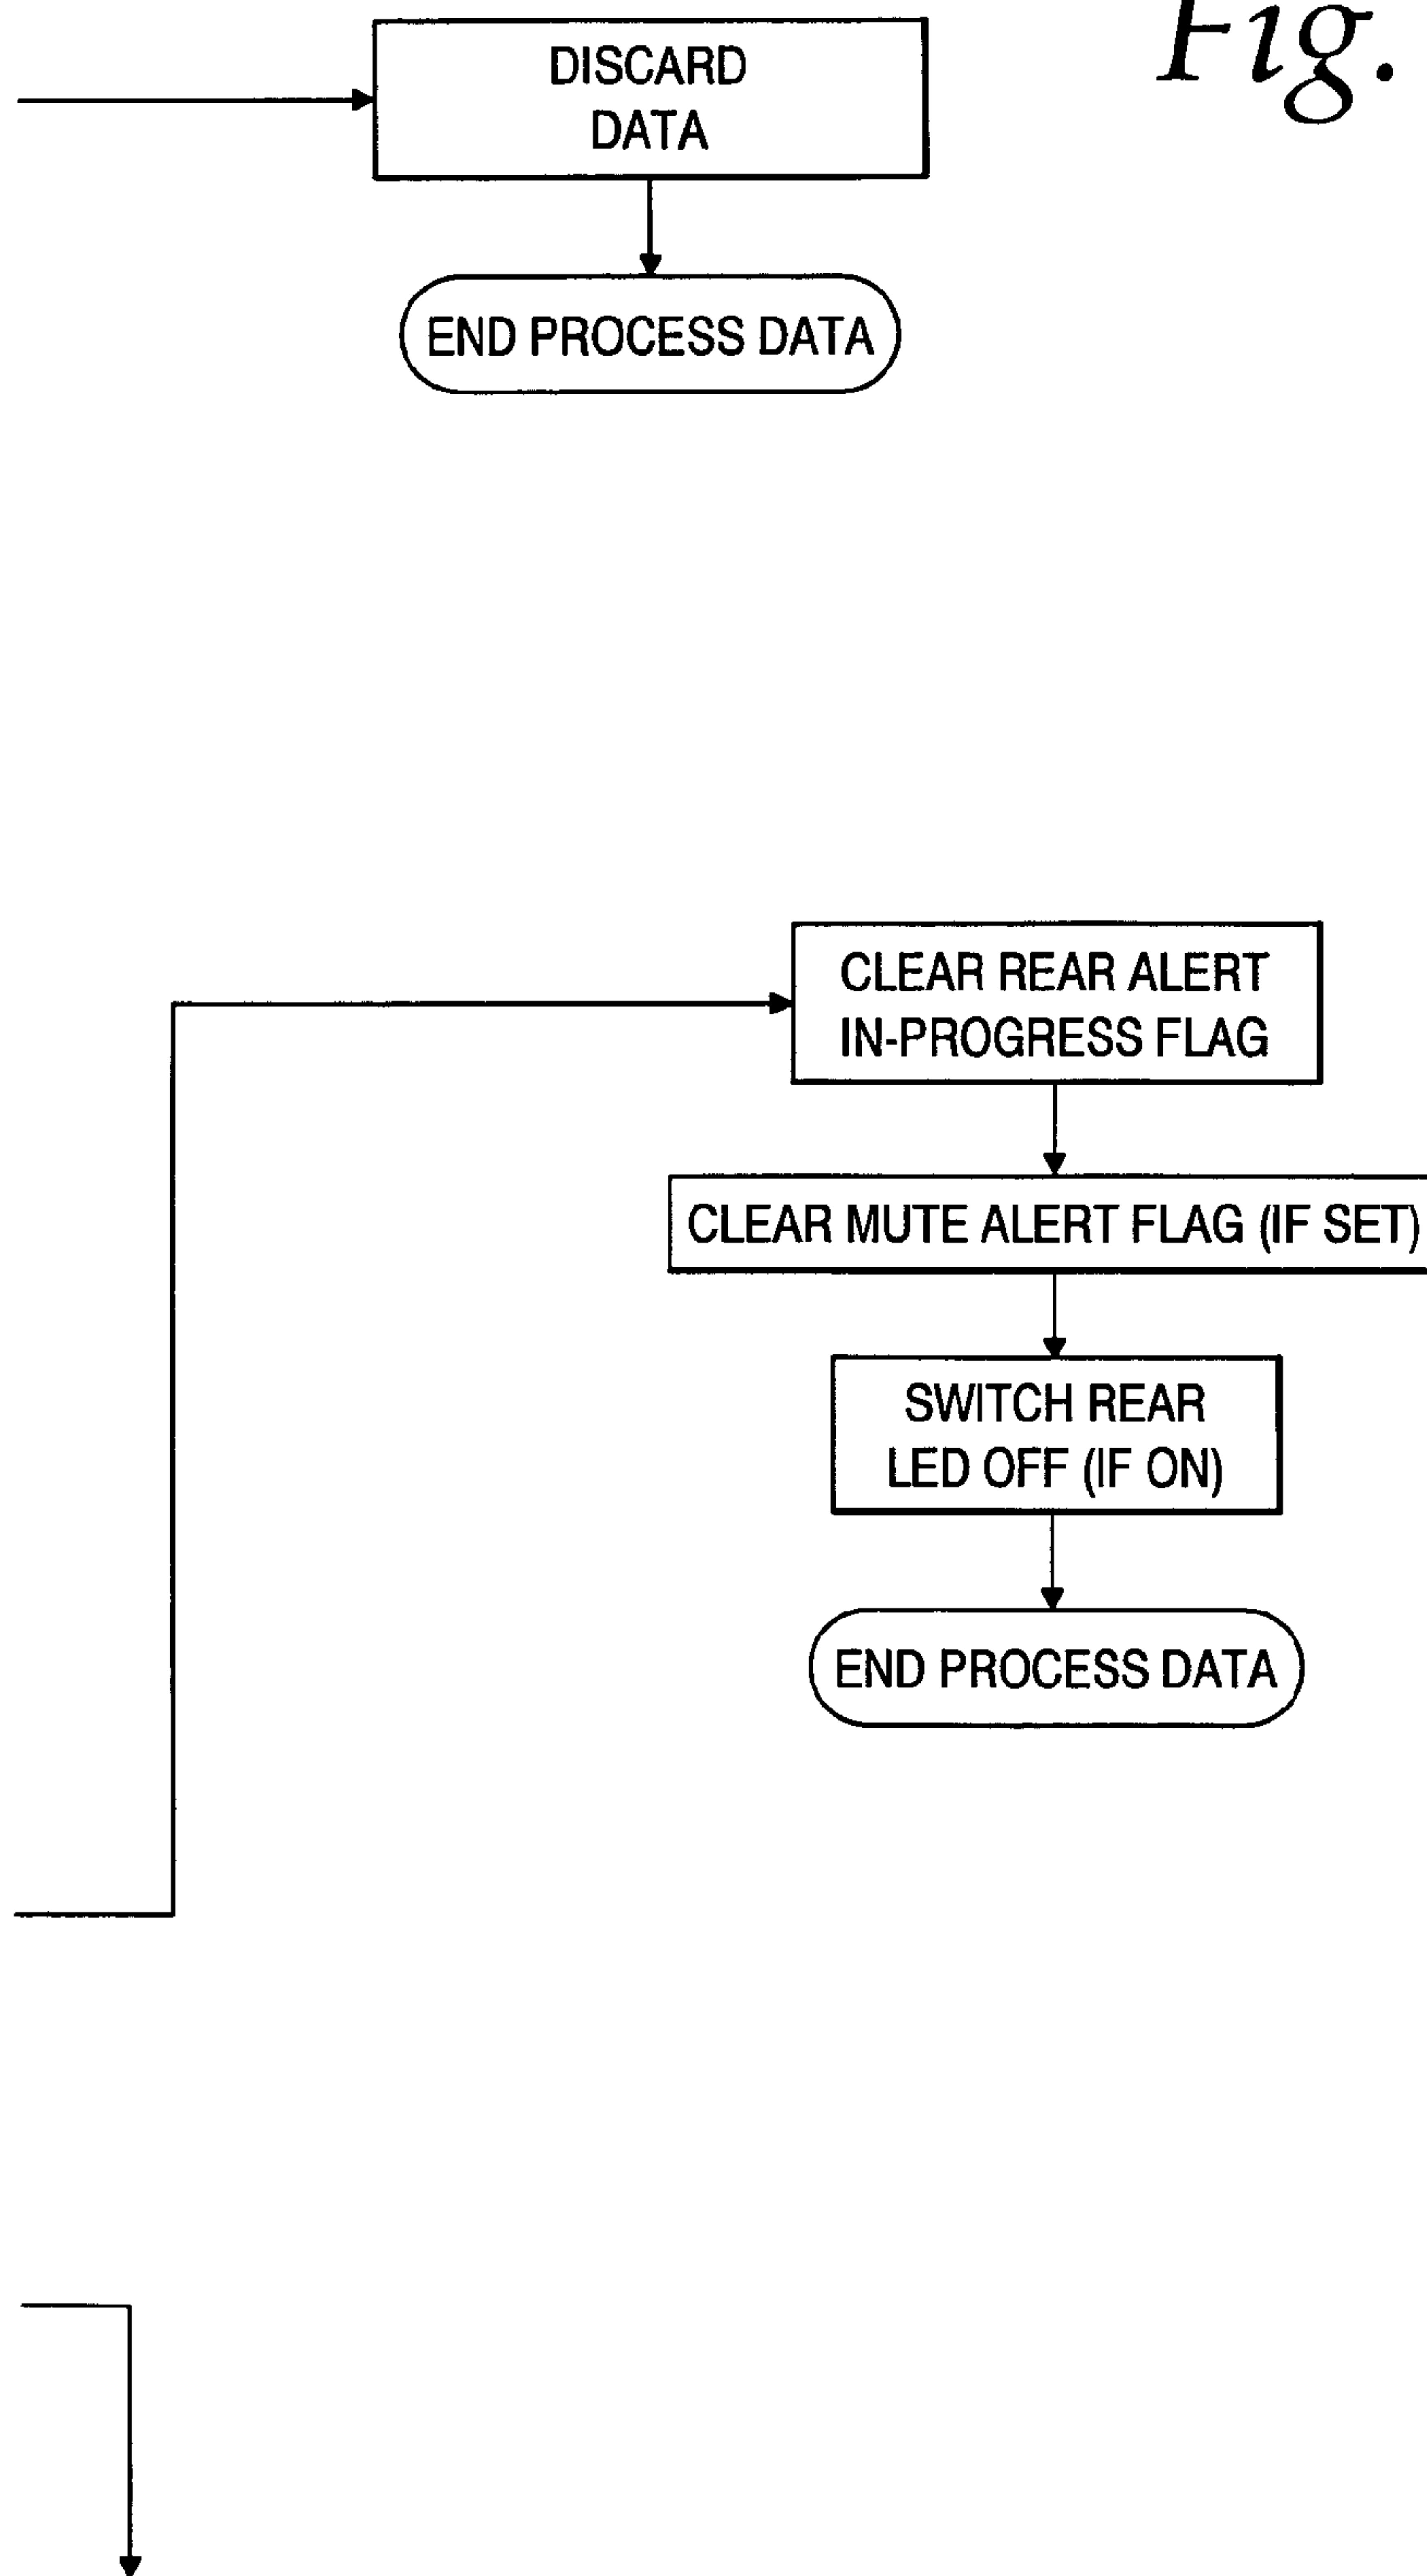 Fig.
DISCARD
DATA
END PROCESS DATA
CLEAR REAR ALERT
IN-PROGRESS FLAG
CLEAR MUTE ALERT FLAG (IF SET)
SWITCH REAR
LED OFF (IF ON)
END PROCESS DATA